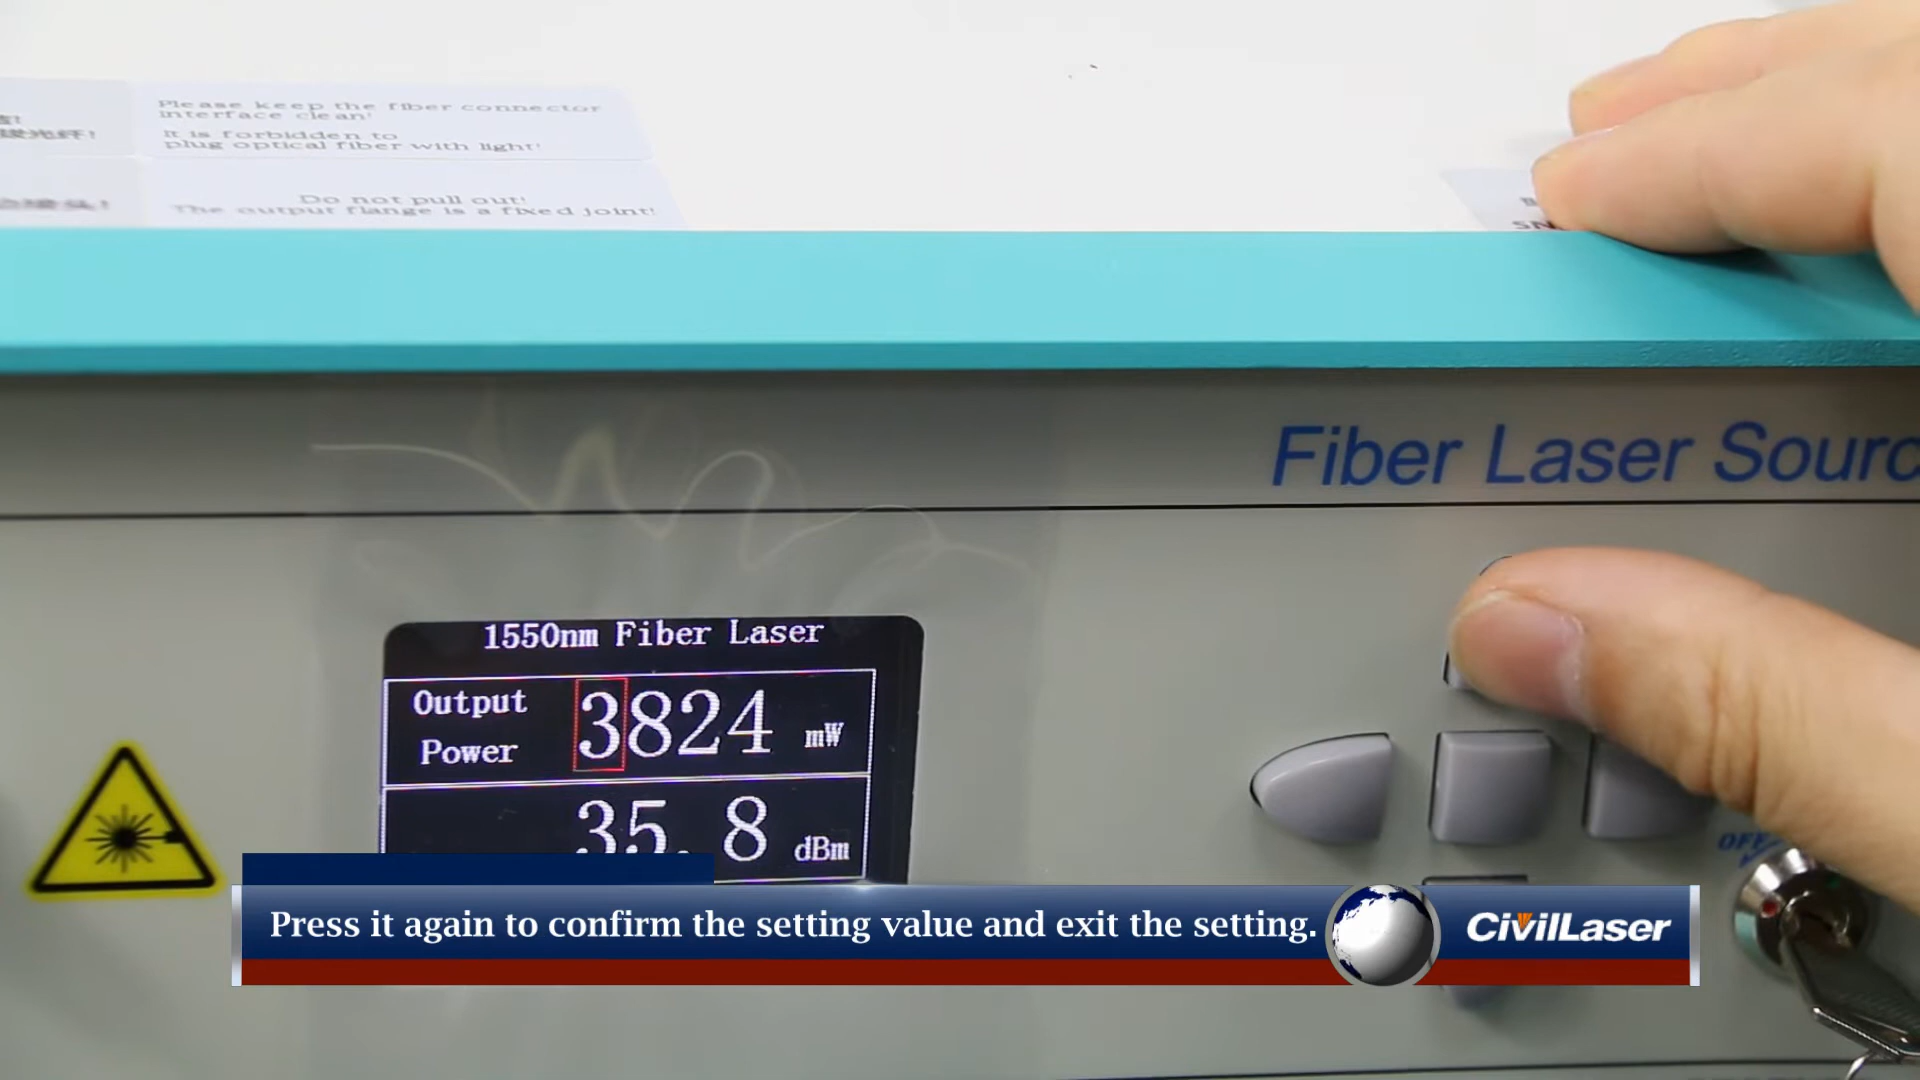 Please keep the fiber connector
interface clean!
It is forbidden to
plug optical fiber with light!
Do not pull out!
The output flange is a fixed joint!
Fiber Laser Sourc
1550nm Fiber Laser
Output
Power
3824 mW
35.8 dBm
OFF
Press it again to confirm the setting value and exit the setting.
CivilLaser